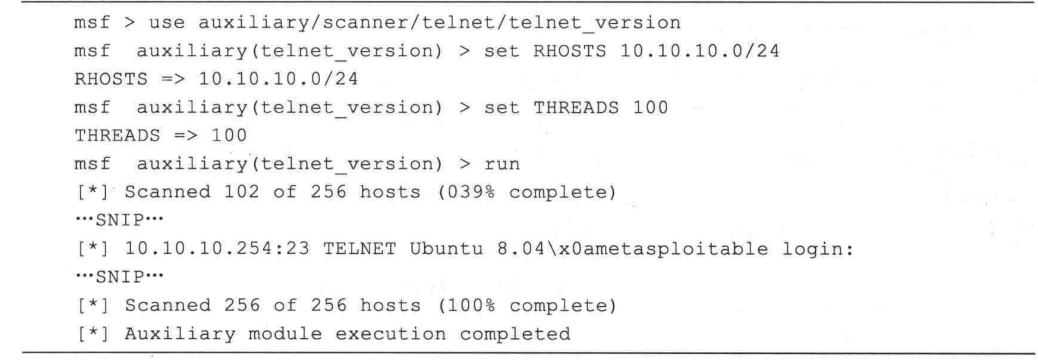 msf > use auxiliary/scanner/telnet/telnet_version
msf  auxiliary(telnet_version) > set RHOSTS 10.10.10.0/24
RHOSTS => 10.10.10.0/24
msf  auxiliary(telnet_version) > set THREADS 100
THREADS => 100
msf  auxiliary(telnet_version) > run
[*] Scanned 102 of 256 hosts (039% complete)
…SNIP…
[*] 10.10.10.254:23 TELNET Ubuntu 8.04\x0ametasploitable login:
…SNIP…
[*] Scanned 256 of 256 hosts (100% complete)
[*] Auxiliary module execution completed